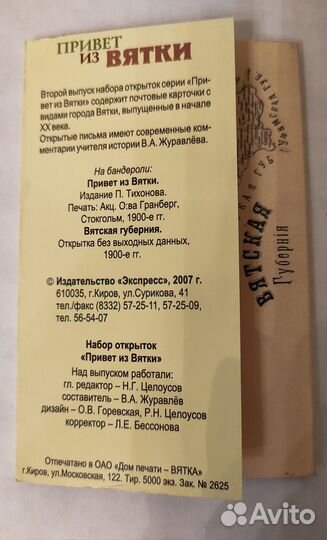 ПРИВЕТ
ИЗ ВЯТКИ
Второй выпуск набора открыток серии «При-
вет из Вятки» содержит почтовые карточки с
видами города Вятки, выпущенные в начале
XX века.
Открытые письма имеют современные ком-
ментарии учителя истории В.А. Журавлёва.
На бандероли:
Привет из Вятки.
Издание П. Тихонова.
Печать: Акц. О:ва Гранберг,
Стокгольм, 1900-е гг.
Вятская губерния.
Открытка без выходных данных,
1900-е гг.
© Издательство «Экспресс», 2007 г.
610035, г.Киров, ул.Сурикова, 41
тел./факс (8332) 57-25-11, 57-25-09,
тел. 56-54-07
Набор открыток
«Привет из Вятки»
Над выпуском работали:
гл. редактор – Н.Г. Целоусов
составитель – В.А. Журавлёв
дизайн – О.В. Горевская, Р.Н. Целоусов
корректор – Л.Е. Бессонова
Отпечатано в ОАО «Дом печати – ВЯТКА»
г.Киров, ул.Московская, 122. Тир. 5000 экз. Зак. № 2625
ВЯТСКАЯ
Губернія
УФИМСКАЯ ГУБ
КАЯ ГУБ
Avito